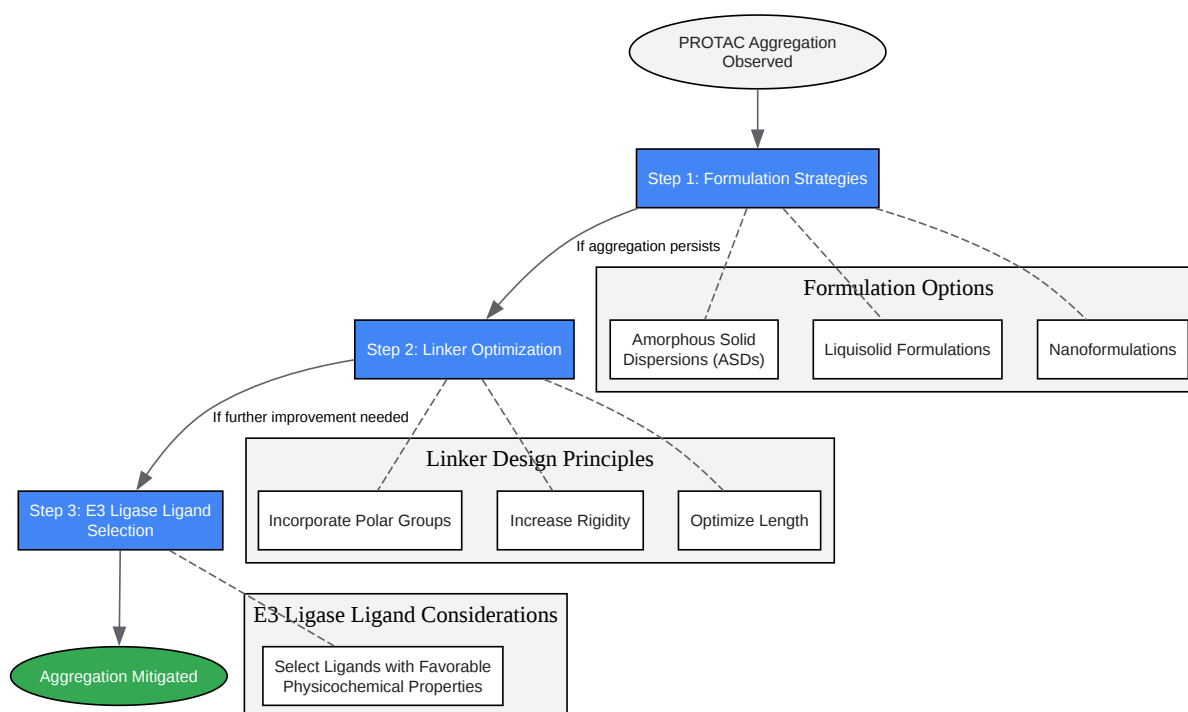 PROTAC Aggregation
Observed
Step 1: Formulation Strategies
If aggregation persists
Formulation Options
Amorphous Solid
Dispersions (ASDs)
Liquisolid Formulations
Nanoformulations
Step 2: Linker Optimization
If further improvement needed
Linker Design Principles
Incorporate Polar Groups
Increase Rigidity
Optimize Length
Step 3: E3 Ligase Ligand
Selection
E3 Ligase Ligand Considerations
Select Ligands with Favorable
Physicochemical Properties
Aggregation Mitigated